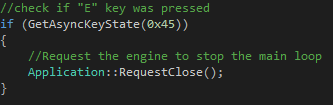 //check if "E" key was pressed
if (GetAsyncKeyState(0x45))
{
//Request the engine to stop the main loop
Application::RequestClose();
}